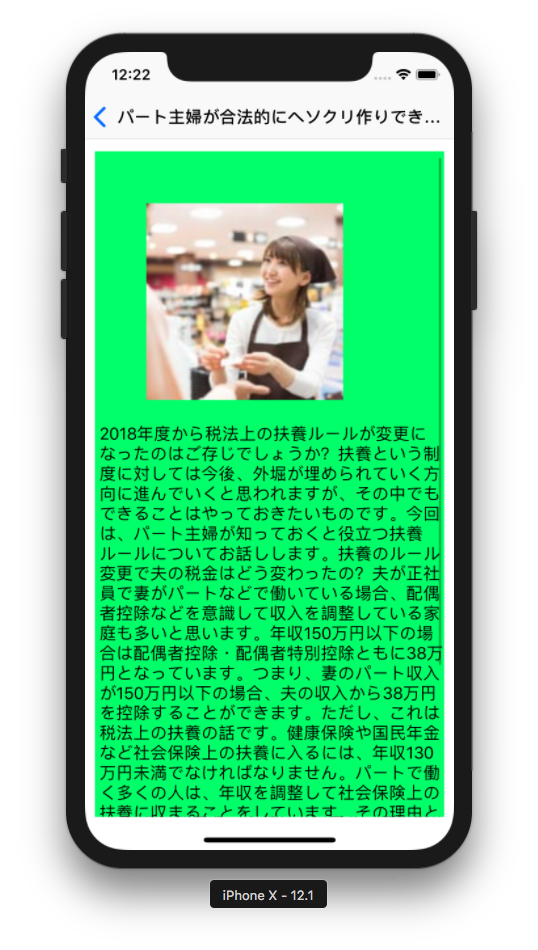 12:22
パート主婦が合法的にヘソクリ作りでき...
2018年度から税法上の扶養ルールが変更に
なったのはご存じでしょうか？扶養という制
度に対しては今後、外堀が埋められていく方
向に進んでいくと思われますが、その中でも
できることはやっておきたいものです。今回
は、パート主婦が知っておくと役立つ扶養
ルールについてお話しします。扶養のルール
変更で夫の税金はどう変わったの？夫が正社
員で妻がパートなどで働いている場合、配偶
者控除などを意識して収入を調整している家
庭も多いと思います。年収150万円以下の場
合は配偶者控除・配偶者特別控除ともに38万
円となっています。つまり、妻のパート収入
が150万円以下の場合、夫の収入から38万円
を控除することができます。ただし、これは
税法上の扶養の話です。健康保険や国民年金
など社会保険上の扶養に入るには、年収130
万円未満でなければなりません。パートで働
く多くの人は、年収を調整して社会保険上の
扶養に収まることをしています。その理由と
iPhone X - 12.1